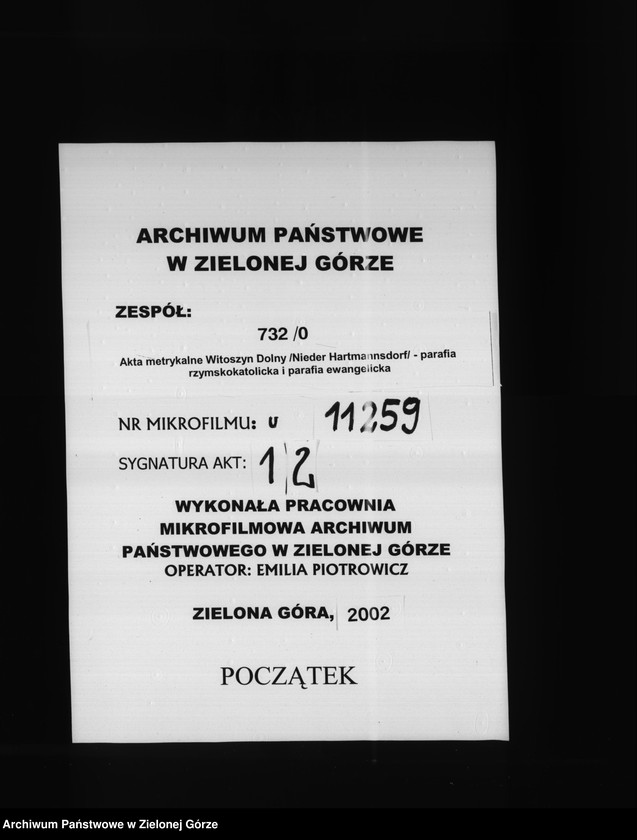 ARCHIWUM PAŃSTWOWE
W ZIELONEJ GÓRZE
ZESPÓŁ:
732 /0
Akta metrykalne Witoszyn Dolny /Nieder Hartmannsdorf/ - parafia
rzymskokatolicka i parafia ewangelicka
NR MIKROFILMU: U 11259
SYGNATURA AKT: 12
WYKONAŁA PRACOWNIA
MIKROFILMOWA ARCHIWUM
PAŃSTWOWEGO W ZIELONEJ GÓRZE
OPERATOR: EMILIA PIOTROWICZ
ZIELONA GÓRA, 2002
POCZĄTEK
Archiwum Państwowe w Zielonej Górze